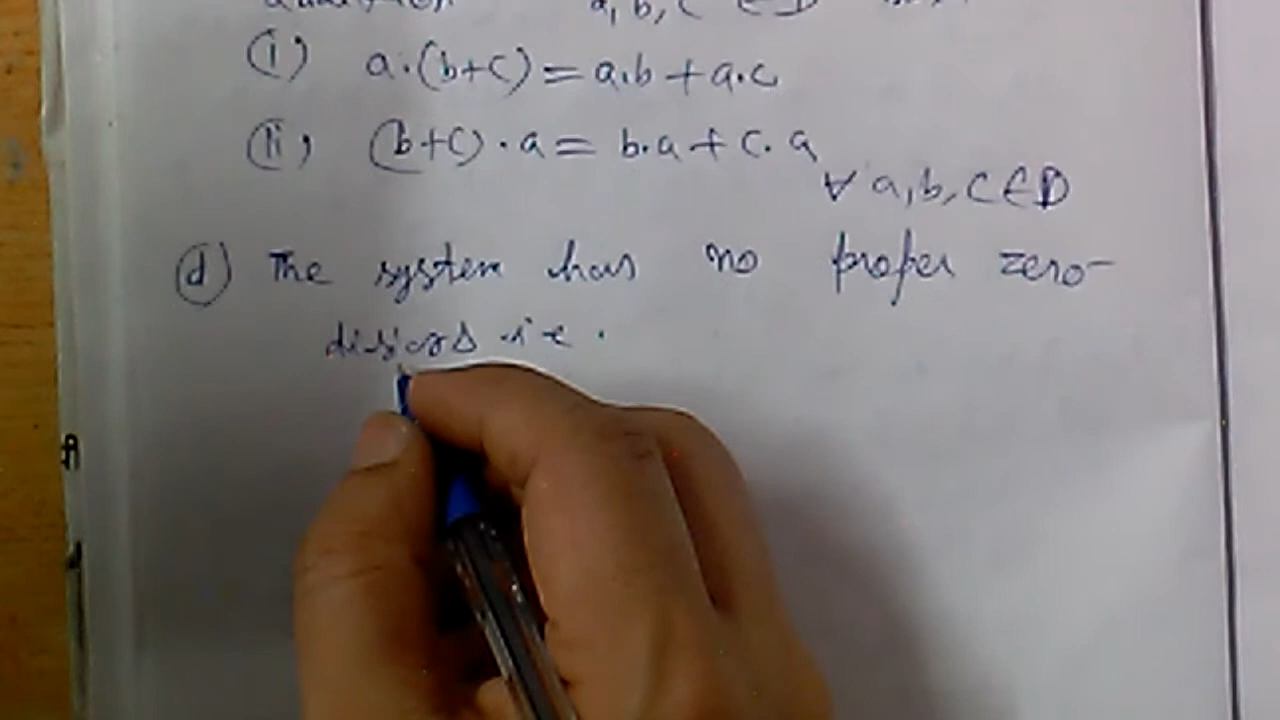 a, b, c ∈ D
(i) a.(b+c) = a.b + a.c
(ii) (b+c).a = b.a + c.a
∀ a, b, c ∈ D
(d) The system has no proper zero-
divisors i.e.